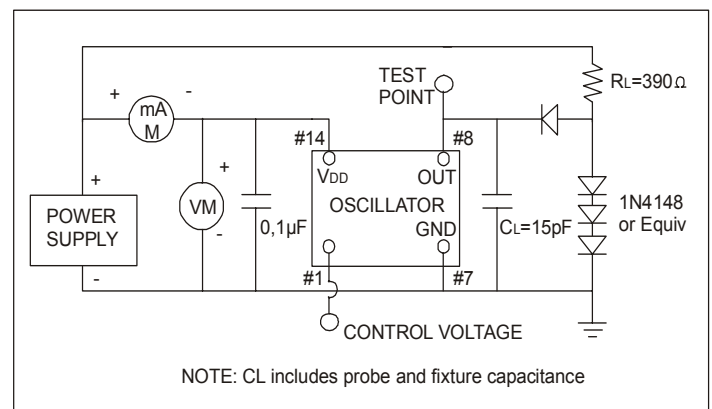 TEST
POINT
RL=390Ω
+ mA M -
#14
#8
VDD
OUT
OSCILLATOR
GND
+
POWER
SUPPLY
-
+
VM
-
0,1µF
CL=15pF
1N4148
or Equiv
#1
#7
CONTROL VOLTAGE
NOTE: CL includes probe and fixture capacitance